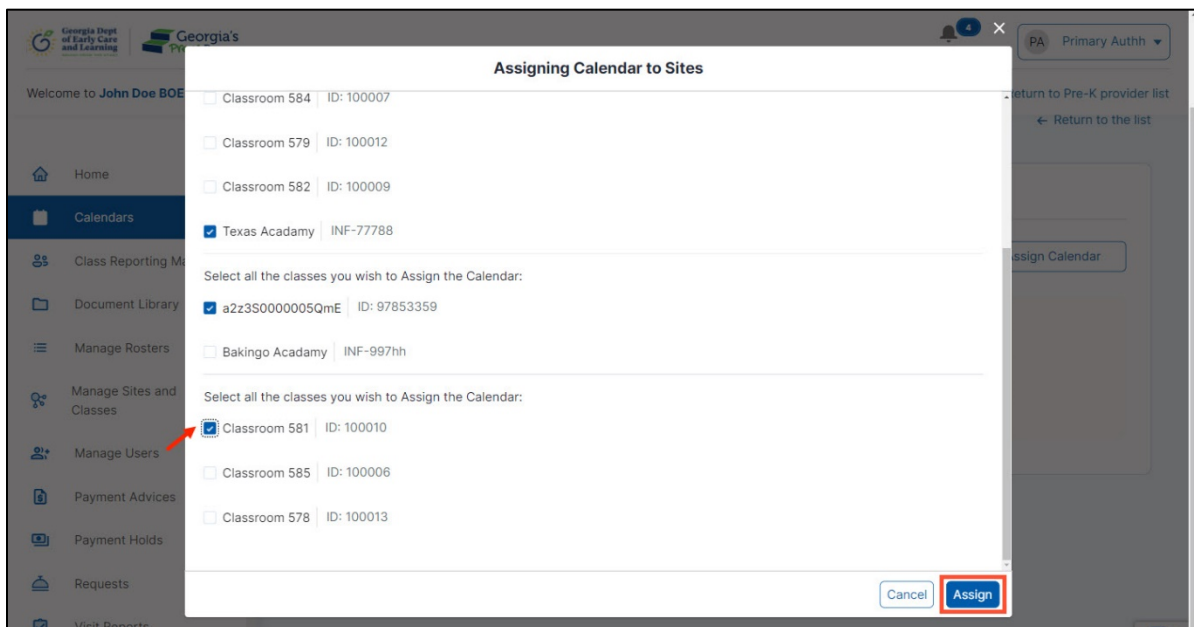 Georgia Dept
of Early Care
and Learning
Georgia's
4
×
PA Primary Authh
Assigning Calendar to Sites
Welcome to John Doe BOE
eturn to Pre-K provider list
← Return to the list
Classroom 584 ID: 100007
Classroom 579 ID: 100012
Home
Classroom 582 ID: 100009
Calendars
Texas Acadamy INF-77788
Class Reporting Ma
ssign Calendar
Select all the classes you wish to Assign the Calendar:
Document Library
a2z3S0000005QmE ID: 97853359
Manage Rosters
Bakingo Acadamy INF-997hh
Manage Sites and
Classes
Select all the classes you wish to Assign the Calendar:
Classroom 581 ID: 100010
Manage Users
Classroom 585 ID: 100006
Payment Advices
Classroom 578 ID: 100013
Payment Holds
Requests
Cancel Assign
Visit Reports